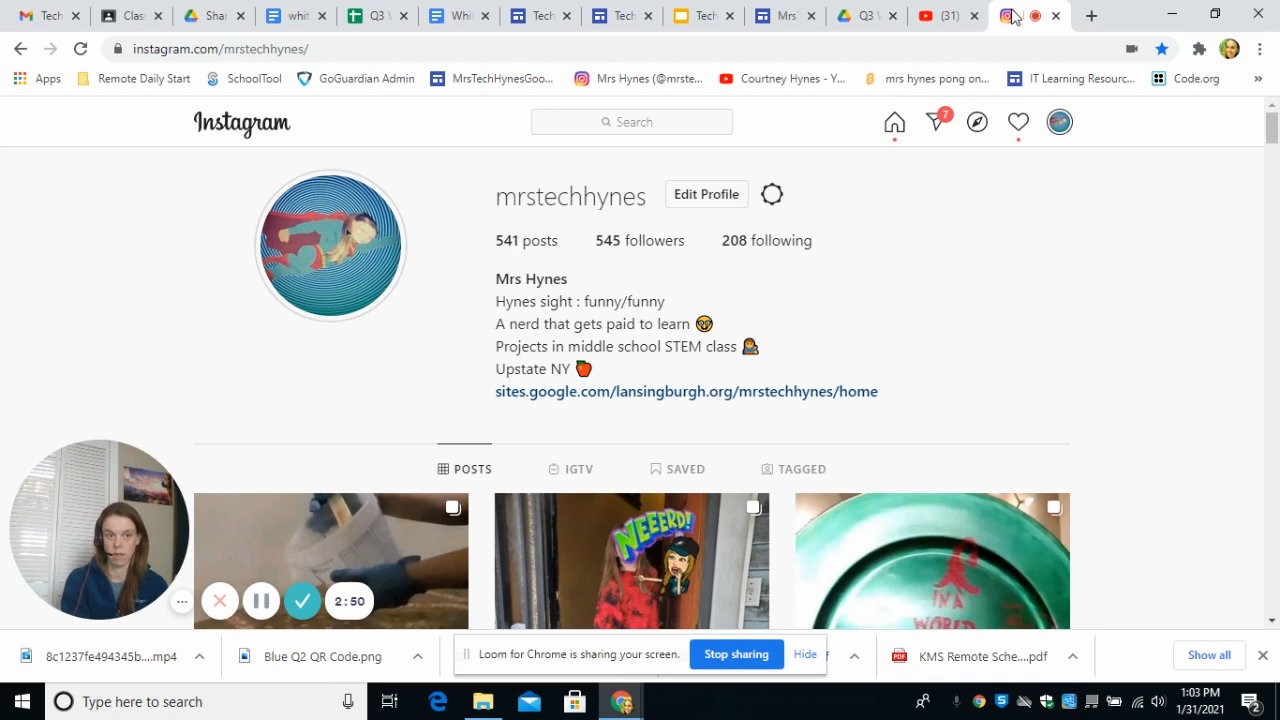 Tech
Class
Share
whit
Q3 \
Whi
Tech
Tech
Tech
Mrs
Q3 \
(31)
instagram.com/mrstechhynes/
Apps
Remote Daily Start
SchoolTool
GoGuardian Admin
MrsTechHynesGoo...
Mrs Hynes (@mrste...
Courtney Hynes - Y...
mrs hynes pong on...
IT Learning Resourc...
Code.org
»
Instagram
Search
7
mrstechhynes
Edit Profile
541 posts
545 followers
208 following
Mrs Hynes
Hynes sight : funny/funny
A nerd that gets paid to learn 🤓
Projects in middle school STEM class 👩‍🔬
Upstate NY 🍎
sites.google.com/lansingburgh.org/mrstechhynes/home
POSTS
IGTV
SAVED
TAGGED
NEEERD!
IN A
WORLD
2:50
8c1237fe494345b....mp4
Blue Q2 QR Code.png
Loom for Chrome is sharing your screen.
Stop sharing
Hide
f
KMS Remote Sche....pdf
Show all
Type here to search
1:03 PM
1/31/2021
2